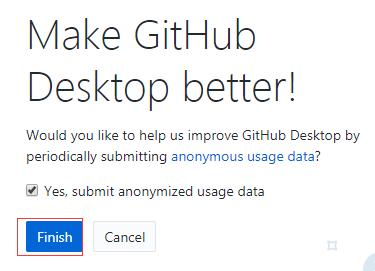 Make GitHub
Desktop better!
Would you like to help us improve GitHub Desktop by
periodically submitting anonymous usage data?
Yes, submit anonymized usage data
Finish
Cancel